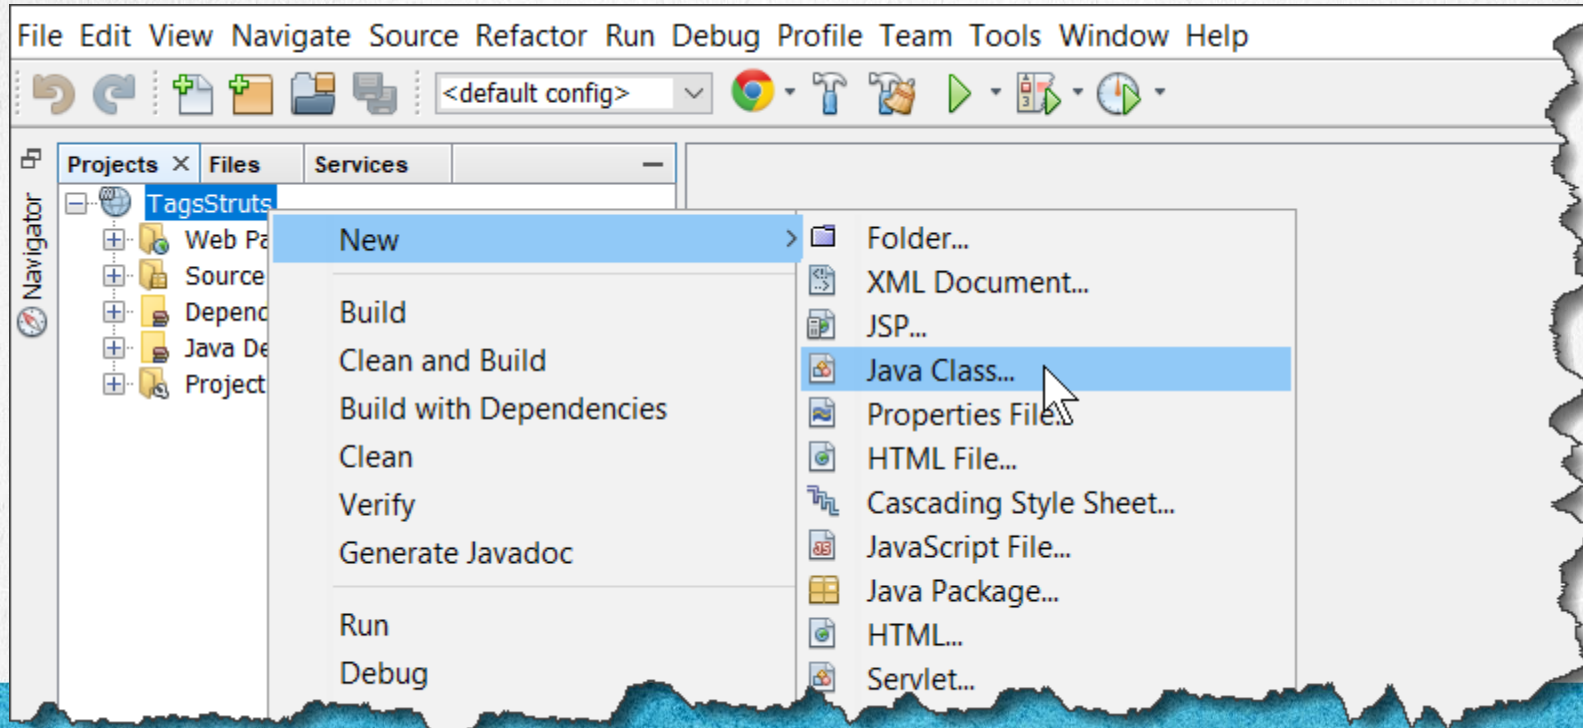 File Edit View Navigate Source Refactor Run Debug Profile Team Tools Window Help
<default config>
Projects × Files Services
Navigator
TagsStruts
Web Pa
Source
Depend
Java De
Project
New
Build
Clean and Build
Build with Dependencies
Clean
Verify
Generate Javadoc
Run
Debug
Folder...
XML Document...
JSP...
Java Class...
Properties File...
HTML File...
Cascading Style Sheet...
JavaScript File...
Java Package...
HTML...
Servlet...